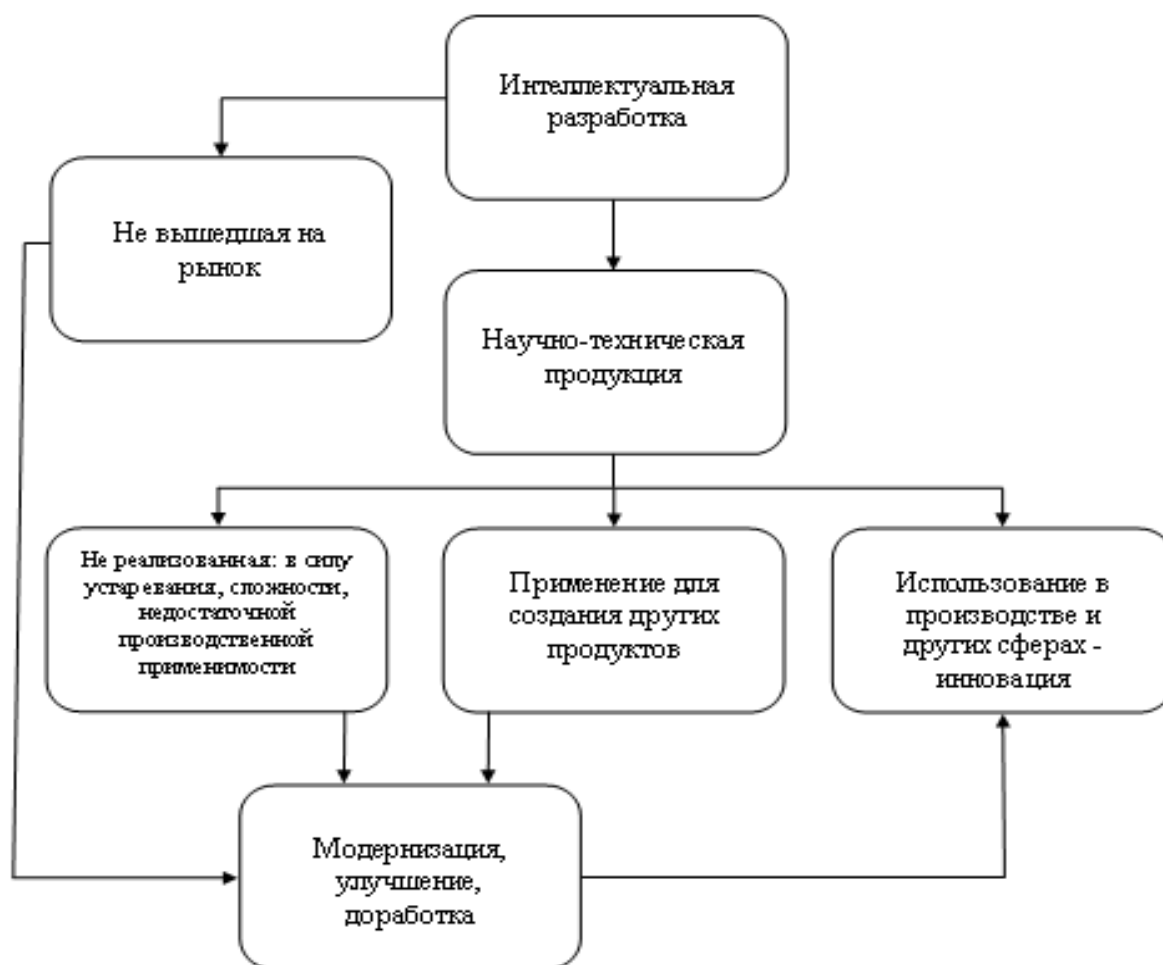 Интеллектуальная
разработка
Не вышедшая на
рынок
Научно-техническая
продукция
Не реализованная: в силу
устаревания, сложности,
недостаточной
производственной
применимости
Применение для
создания других
продуктов
Использование в
производстве и
других сферах -
инновация
Модернизация,
улучшение,
доработка